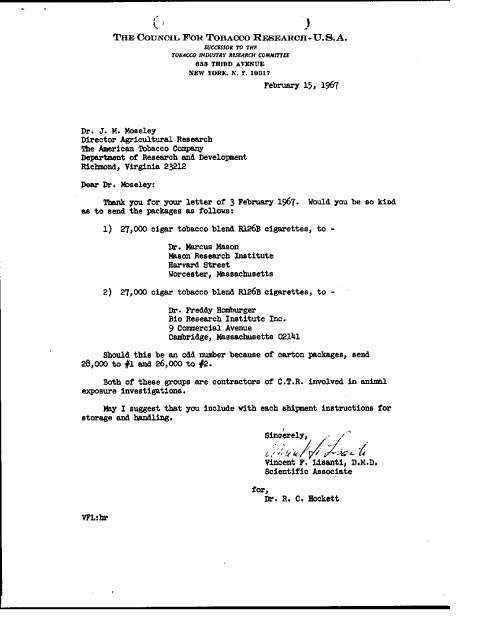 THE COUNCIL FOR TOBACCO RESEARCH - U.S.A.
SUCCESSOR TO THE
TOBACCO INDUSTRY RESEARCH COMMITTEE
633 THIRD AVENUE
NEW YORK, N. Y. 10017
February 15, 1967
Dr. J. M. Moseley
Director Agricultural Research
The American Tobacco Company
Department of Research and Development
Richmond, Virginia 23212
Dear Dr. Moseley:
Thank you for your letter of 3 February 1967. Would you be so kind
as to send the packages as follows:
1) 27,000 cigar tobacco blend R126B cigarettes, to -
Dr. Marcus Mason
Mason Research Institute
Harvard Street
Worcester, Massachusetts
2) 27,000 cigar tobacco blend R126B cigarettes, to -
Dr. Freddy Homburger
Bio Research Institute Inc.
9 Commercial Avenue
Cambridge, Massachusetts 02141
Should this be an odd number because of carton packages, send
28,000 to #1 and 26,000 to #2.
Both of these groups are contractors of C.T.R. involved in animal
exposure investigations.
May I suggest that you include with each shipment instructions for
storage and handling.
Sincerely,
Vincent F. Lisanti, D.M.D.
Scientific Associate
for,
Dr. R. C. Hockett
VFL:hr